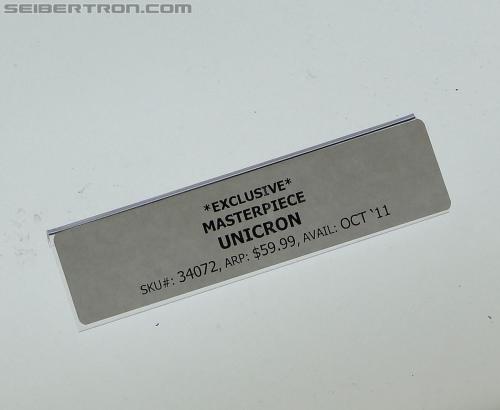 SEIBERTRON.COM
*EXCLUSIVE*
MASTERPIECE
UNICRON
SKU#: 34072, ARP: $59.99, AVAIL: OCT '11